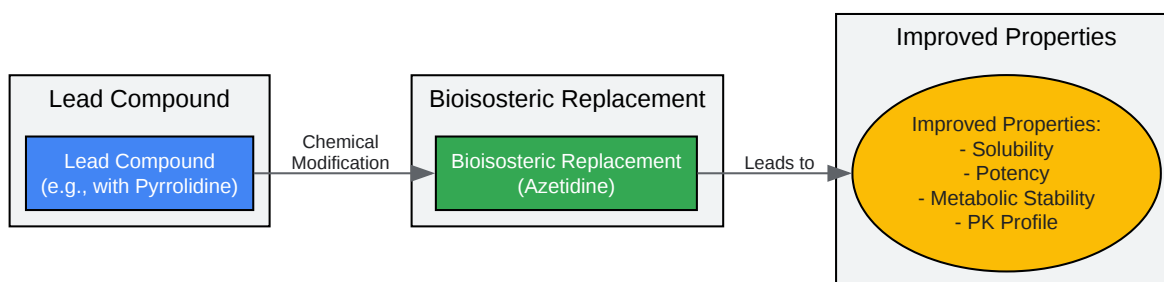 Lead Compound
Lead Compound
(e.g., with Pyrrolidine)
Chemical
Modification
Bioisosteric Replacement
Bioisosteric Replacement
(Azetidine)
Leads to
Improved Properties
Improved Properties:
- Solubility
- Potency
- Metabolic Stability
- PK Profile